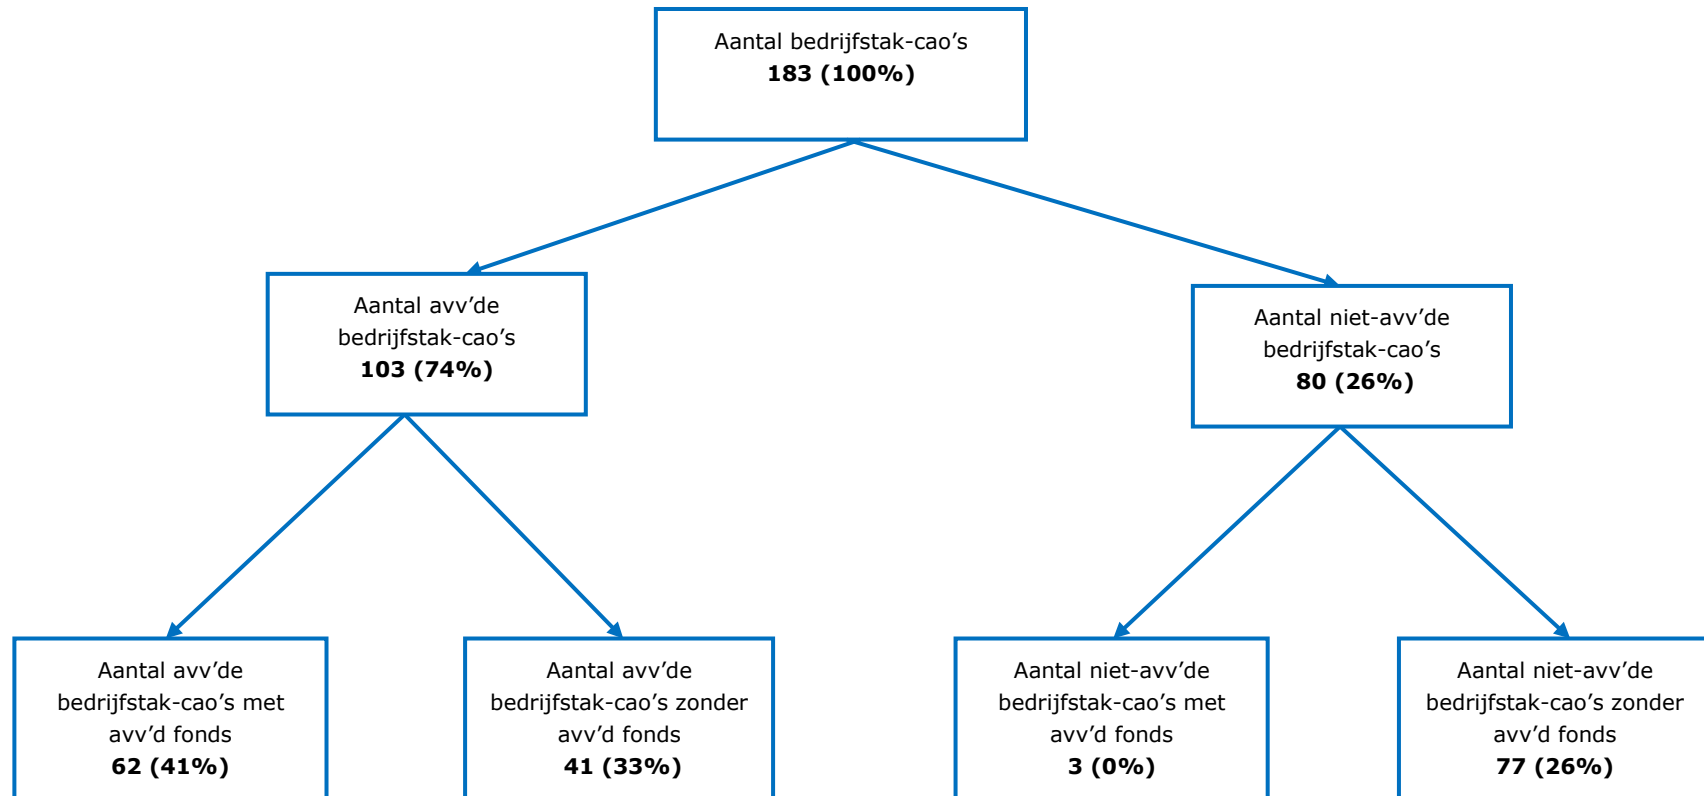 Aantal bedrijfstak-cao’s
183 (100%)
Aantal avv’de
bedrijfstak-cao’s
103 (74%)
Aantal niet-avv’de
bedrijfstak-cao’s
80 (26%)
Aantal avv’de
bedrijfstak-cao’s met
avv’d fonds
62 (41%)
Aantal avv’de
bedrijfstak-cao’s zonder
avv’d fonds
41 (33%)
Aantal niet-avv’de
bedrijfstak-cao’s met
avv’d fonds
3 (0%)
Aantal niet-avv’de
bedrijfstak-cao’s zonder
avv’d fonds
77 (26%)